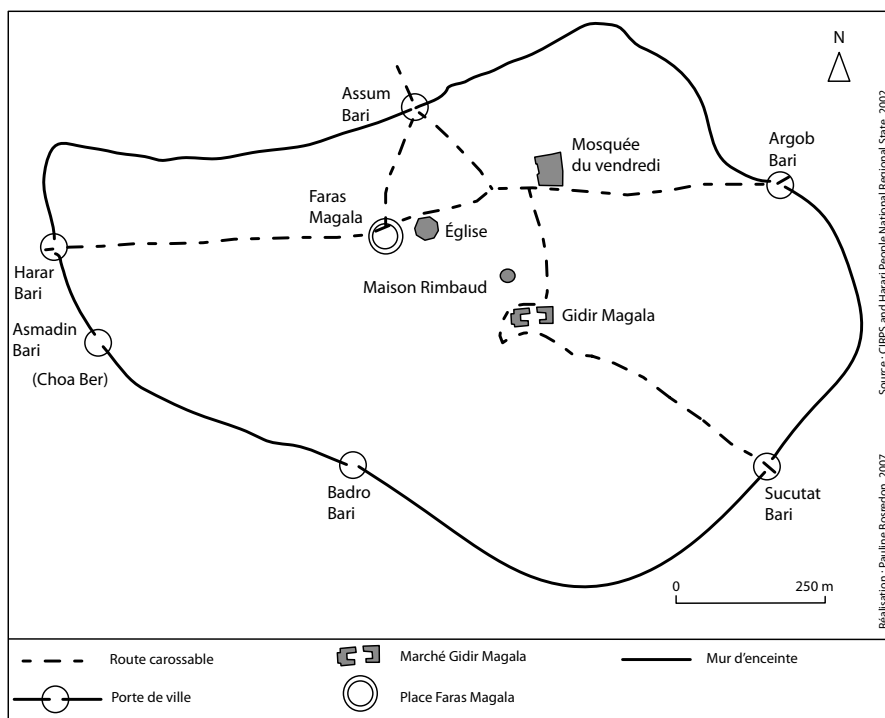 N
Assum
Bari
Mosquée
du vendredi
Argob
Bari
Faras
Magala
Église
Harar
Bari
Maison Rimbaud
Gidir Magala
Asmadin
Bari
(Choa Ber)
Badro
Bari
Sucutat
Bari
0 250 m
Source : CIRPS and Harari People National Regional State, 2002
Réalisation : Pauline Bosredon, 2007
Route carossable
Marché Gidir Magala
Mur d'enceinte
Porte de ville
Place Faras Magala